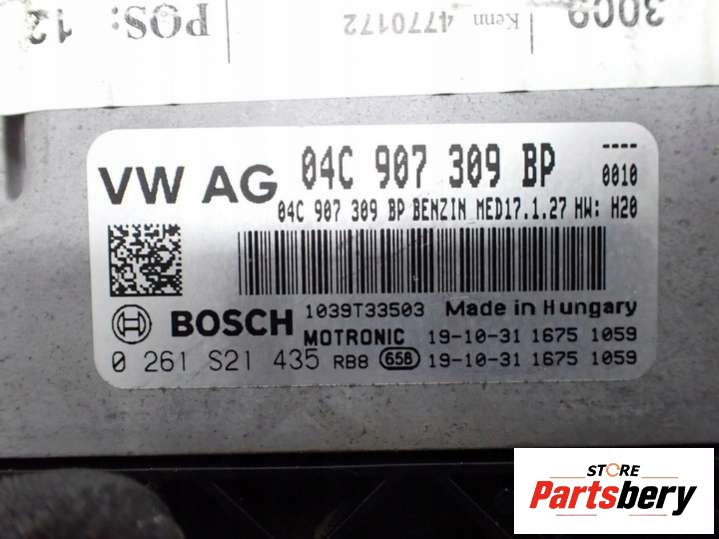 3009
Kenn 4770172
POS: 12
VW AG 04C 907 309 BP ----
0010
04C 907 309 BP BENZIN MED17.1.27 HW: H20
BOSCH 1039T33503 Made in Hungary
MOTRONIC 19-10-31 1675 1059
0 261 S21 435 RB8 658 19-10-31 1675 1059
STORE
Partsbery